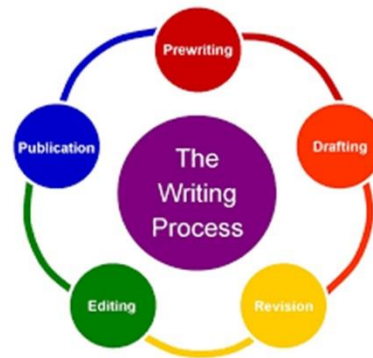 Prewriting
Drafting
Revision
Editing
Publication
The
Writing
Process